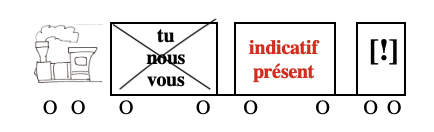 tu
nous
vous
indicatif
présent
[!]
O O O O O O O O